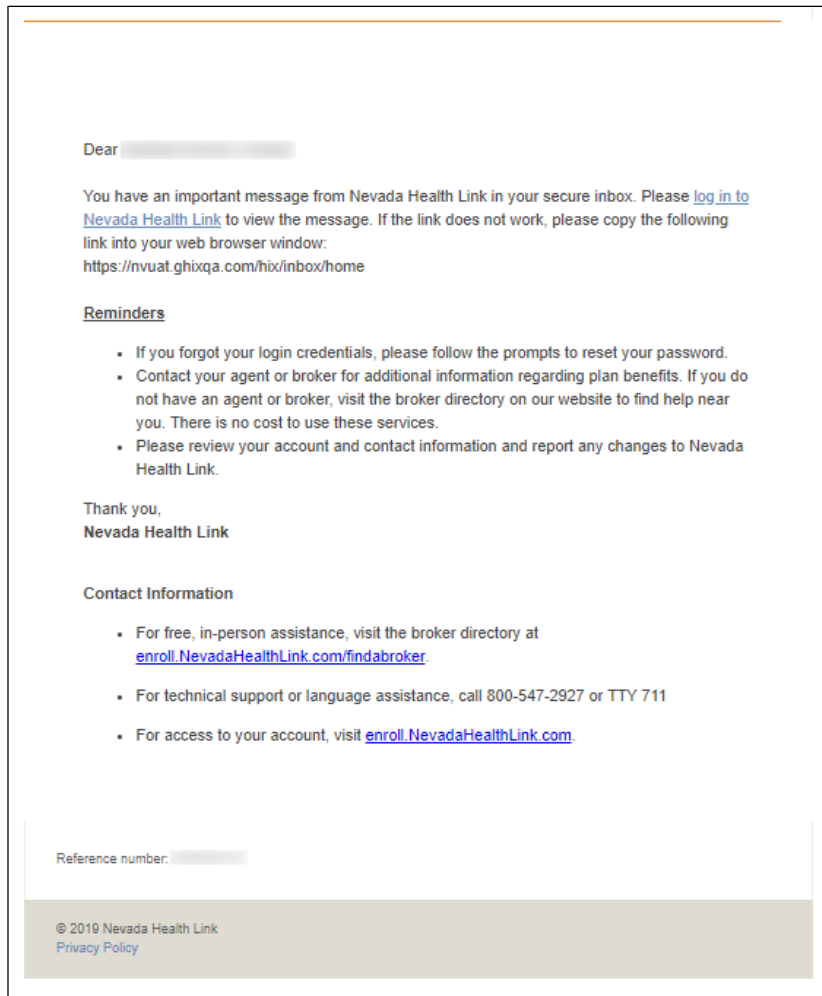 Dear
You have an important message from Nevada Health Link in your secure inbox. Please log in to
Nevada Health Link to view the message. If the link does not work, please copy the following
link into your web browser window:
https://nvuat.ghixqa.com/hix/inbox/home
Reminders
• If you forgot your login credentials, please follow the prompts to reset your password.
• Contact your agent or broker for additional information regarding plan benefits. If you do
not have an agent or broker, visit the broker directory on our website to find help near
you. There is no cost to use these services.
• Please review your account and contact information and report any changes to Nevada
Health Link.
Thank you,
Nevada Health Link
Contact Information
• For free, in-person assistance, visit the broker directory at
enroll.NevadaHealthLink.com/findabroker.
• For technical support or language assistance, call 800-547-2927 or TTY 711
• For access to your account, visit enroll.NevadaHealthLink.com.
Reference number:
© 2019 Nevada Health Link
Privacy Policy